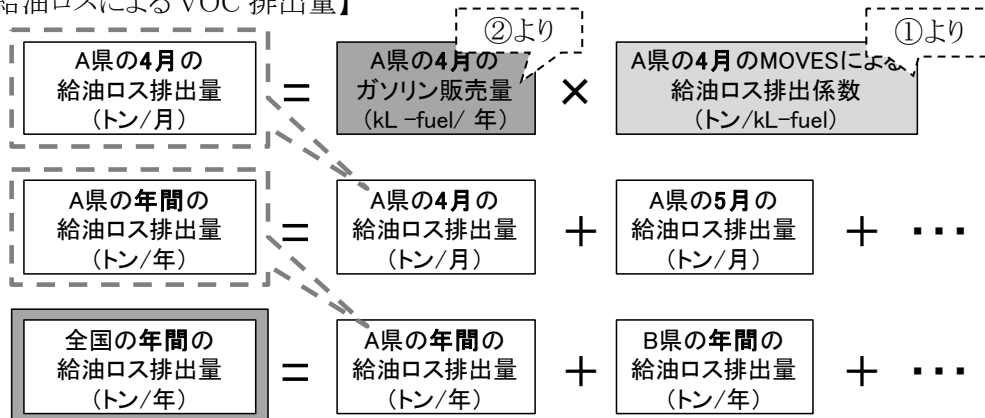 給油ロスによる VOC 排出量】
②より
①より
A県の4月の
給油ロス排出量
(トン/月)
=
A県の4月の
ガソリン販売量
(kL-fuel/ 年)
×
A県の4月のMOVESによる
給油ロス排出係数
(トン/kL-fuel)
A県の年間の
給油ロス排出量
(トン/年)
=
A県の4月の
給油ロス排出量
(トン/月)
+
A県の5月の
給油ロス排出量
(トン/月)
+ ・・・
全国の年間の
給油ロス排出量
(トン/年)
=
A県の年間の
給油ロス排出量
(トン/年)
+
B県の年間の
給油ロス排出量
(トン/年)
+ ・・・